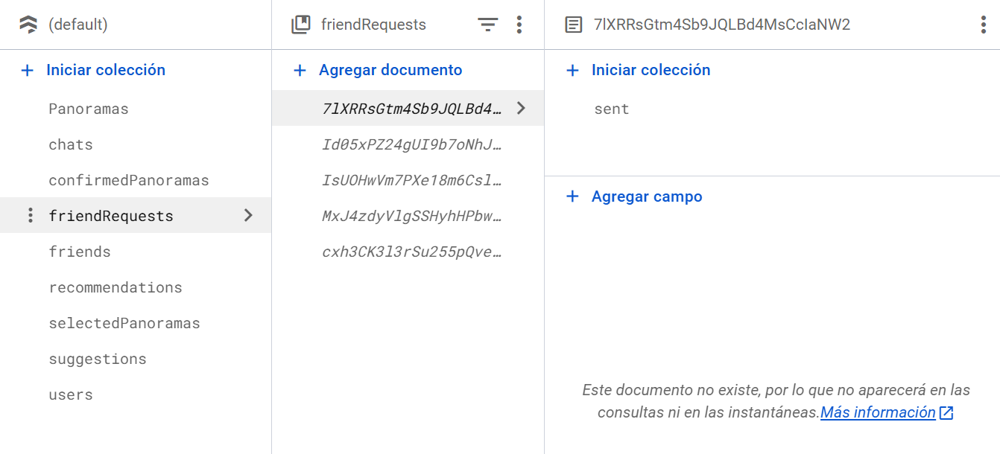 (default)
Iniciar colección
Panoramas
chats
confirmedPanoramas
friendRequests
friends
recommendations
selectedPanoramas
suggestions
users
friendRequests
Agregar documento
7lXRRsGtm4Sb9JQLBd4…
Id05xPZ24gUI9b7oNhJ…
IsUOHwVm7PXe18m6Csl…
MxJ4zdyVlgSSHyhHPbw…
cxh3CK3l3rSu255pQve…
7lXRRsGtm4Sb9JQLBd4MsCcIaNW2
Iniciar colección
sent
Agregar campo
Este documento no existe, por lo que no aparecerá en las
consultas ni en las instantáneas.Más información